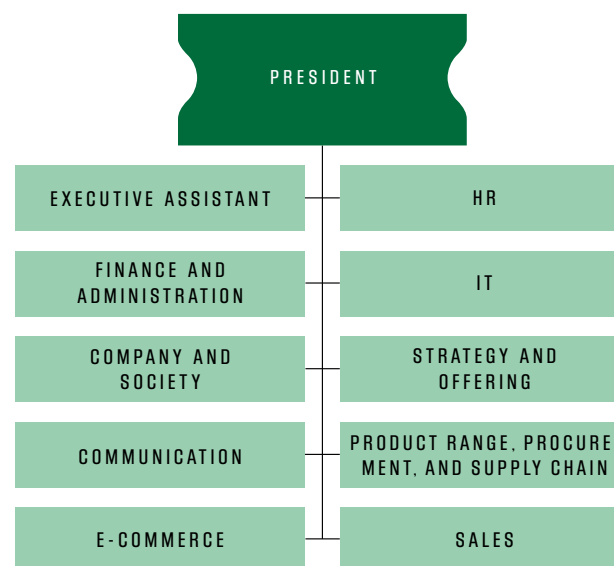 PRESIDENT
EXECUTIVE ASSISTANT
HR
FINANCE AND
ADMINISTRATION
IT
COMPANY AND
SOCIETY
STRATEGY AND
OFFERING
COMMUNICATION
PRODUCT RANGE, PROCURE-
MENT, AND SUPPLY CHAIN
E-COMMERCE
SALES